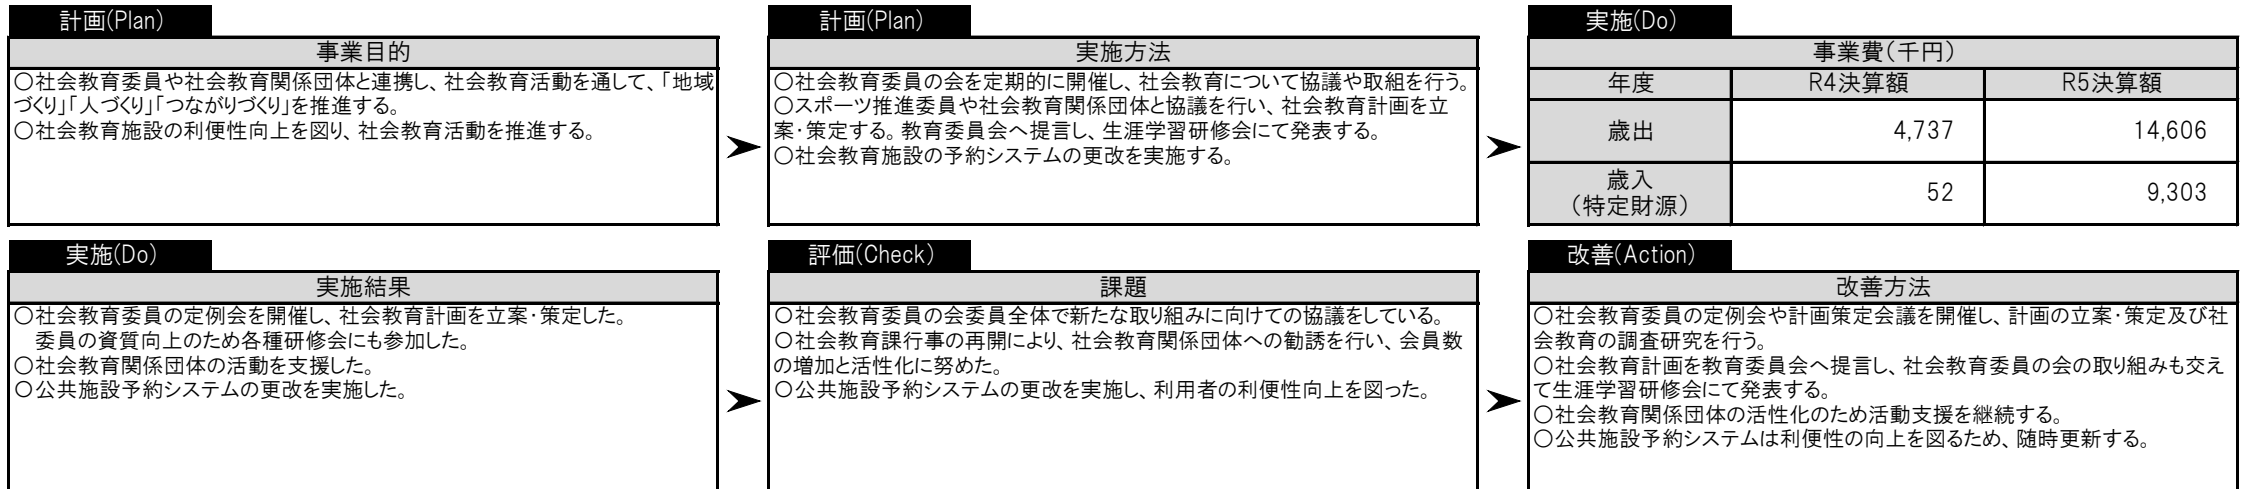 計画(Plan)
事業目的
〇社会教育委員や社会教育関係団体と連携し、社会教育活動を通して、「地域
づくり」「人づくり」「つながりづくり」を推進する。
〇社会教育施設の利便性向上を図り、社会教育活動を推進する。
計画(Plan)
実施方法
〇社会教育委員の会を定期的に開催し、社会教育について協議や取組を行う。
〇スポーツ推進委員や社会教育関係団体と協議を行い、社会教育計画を立
案・策定する。教育委員会へ提言し、生涯学習研修会にて発表する。
〇社会教育施設の予約システムの更改を実施する。
実施(Do)
事業費(千円)
年度 R4決算額 R5決算額
歳出 4,737 14,606
歳入
(特定財源) 52 9,303
実施(Do)
実施結果
〇社会教育委員の定例会を開催し、社会教育計画を立案・策定した。
委員の資質向上のため各種研修会にも参加した。
〇社会教育関係団体の活動を支援した。
〇公共施設予約システムの更改を実施した。
評価(Check)
課題
〇社会教育委員の会委員全体で新たな取り組みに向けての協議をしている。
〇社会教育課行事の再開により、社会教育関係団体への勧誘を行い、会員数
の増加と活性化に努めた。
〇公共施設予約システムの更改を実施し、利用者の利便性向上を図った。
改善(Action)
改善方法
〇社会教育委員の定例会や計画策定会議を開催し、計画の立案・策定及び社
会教育の調査研究を行う。
〇社会教育計画を教育委員会へ提言し、社会教育委員の会の取り組みも交え
て生涯学習研修会にて発表する。
〇社会教育関係団体の活性化のため活動支援を継続する。
〇公共施設予約システムは利便性の向上を図るため、随時更新する。